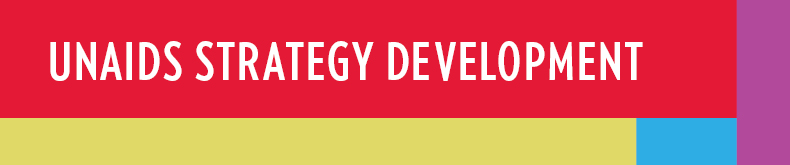 UNAIDS STRATEGY DEVELOPMENT